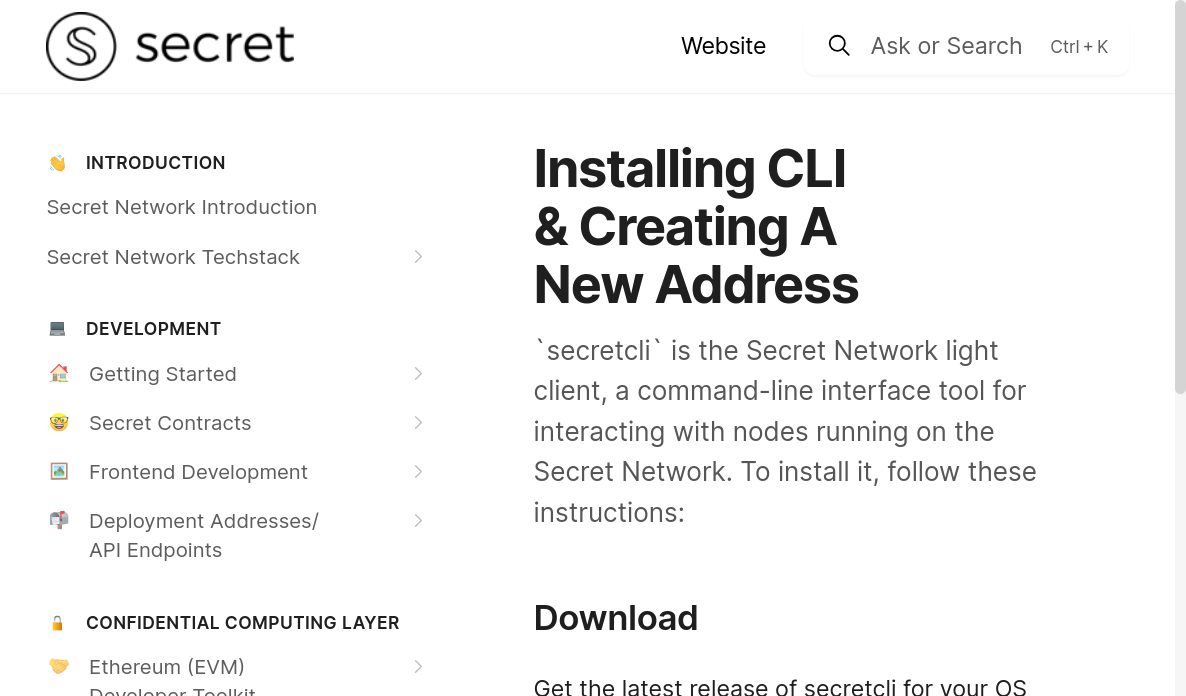 secret
Website
Ask or Search
Ctrl + K
INTRODUCTION
Secret Network Introduction
Secret Network Techstack
DEVELOPMENT
Getting Started
Secret Contracts
Frontend Development
Deployment Addresses/
API Endpoints
CONFIDENTIAL COMPUTING LAYER
Ethereum (EVM)
Developer Toolkit
Installing CLI
& Creating A
New Address
`secretcli` is the Secret Network light
client, a command-line interface tool for
interacting with nodes running on the
Secret Network. To install it, follow these
instructions:
Download
Get the latest release of secretcli for your OS